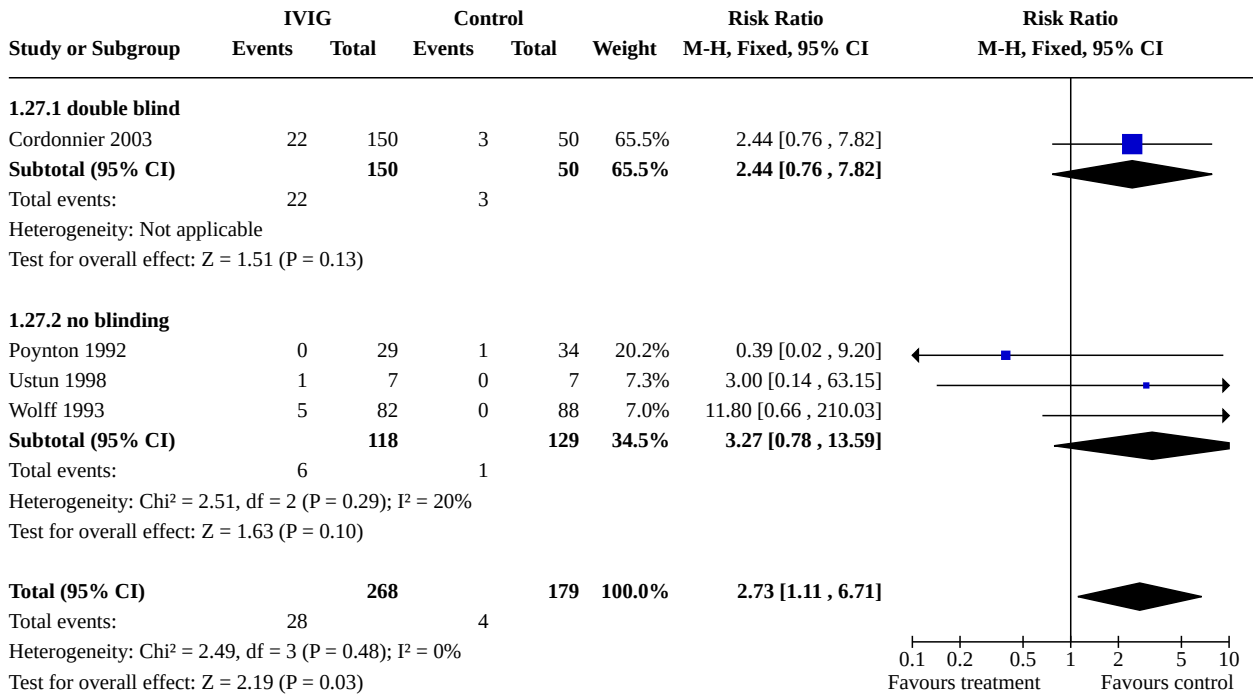 IVIG Control Risk Ratio Risk Ratio
Study or Subgroup Events Total Events Total Weight M-H, Fixed, 95% CI M-H, Fixed, 95% CI
1.27.1 double blind
Cordonnier 2003 22 150 3 50 65.5% 2.44 [0.76 , 7.82]
Subtotal (95% CI) 150 50 65.5% 2.44 [0.76 , 7.82]
Total events: 22 3
Heterogeneity: Not applicable
Test for overall effect: Z = 1.51 (P = 0.13)
1.27.2 no blinding
Poynton 1992 0 29 1 34 20.2% 0.39 [0.02 , 9.20]
Ustun 1998 1 7 0 7 7.3% 3.00 [0.14 , 63.15]
Wolff 1993 5 82 0 88 7.0% 11.80 [0.66 , 210.03]
Subtotal (95% CI) 118 129 34.5% 3.27 [0.78 , 13.59]
Total events: 6 1
Heterogeneity: Chi² = 2.51, df = 2 (P = 0.29); I² = 20%
Test for overall effect: Z = 1.63 (P = 0.10)
Total (95% CI) 268 179 100.0% 2.73 [1.11 , 6.71]
Total events: 28 4
Heterogeneity: Chi² = 2.49, df = 3 (P = 0.48); I² = 0%
0.1 0.2 0.5 1 2 5 10
Test for overall effect: Z = 2.19 (P = 0.03) Favours treatment Favours control